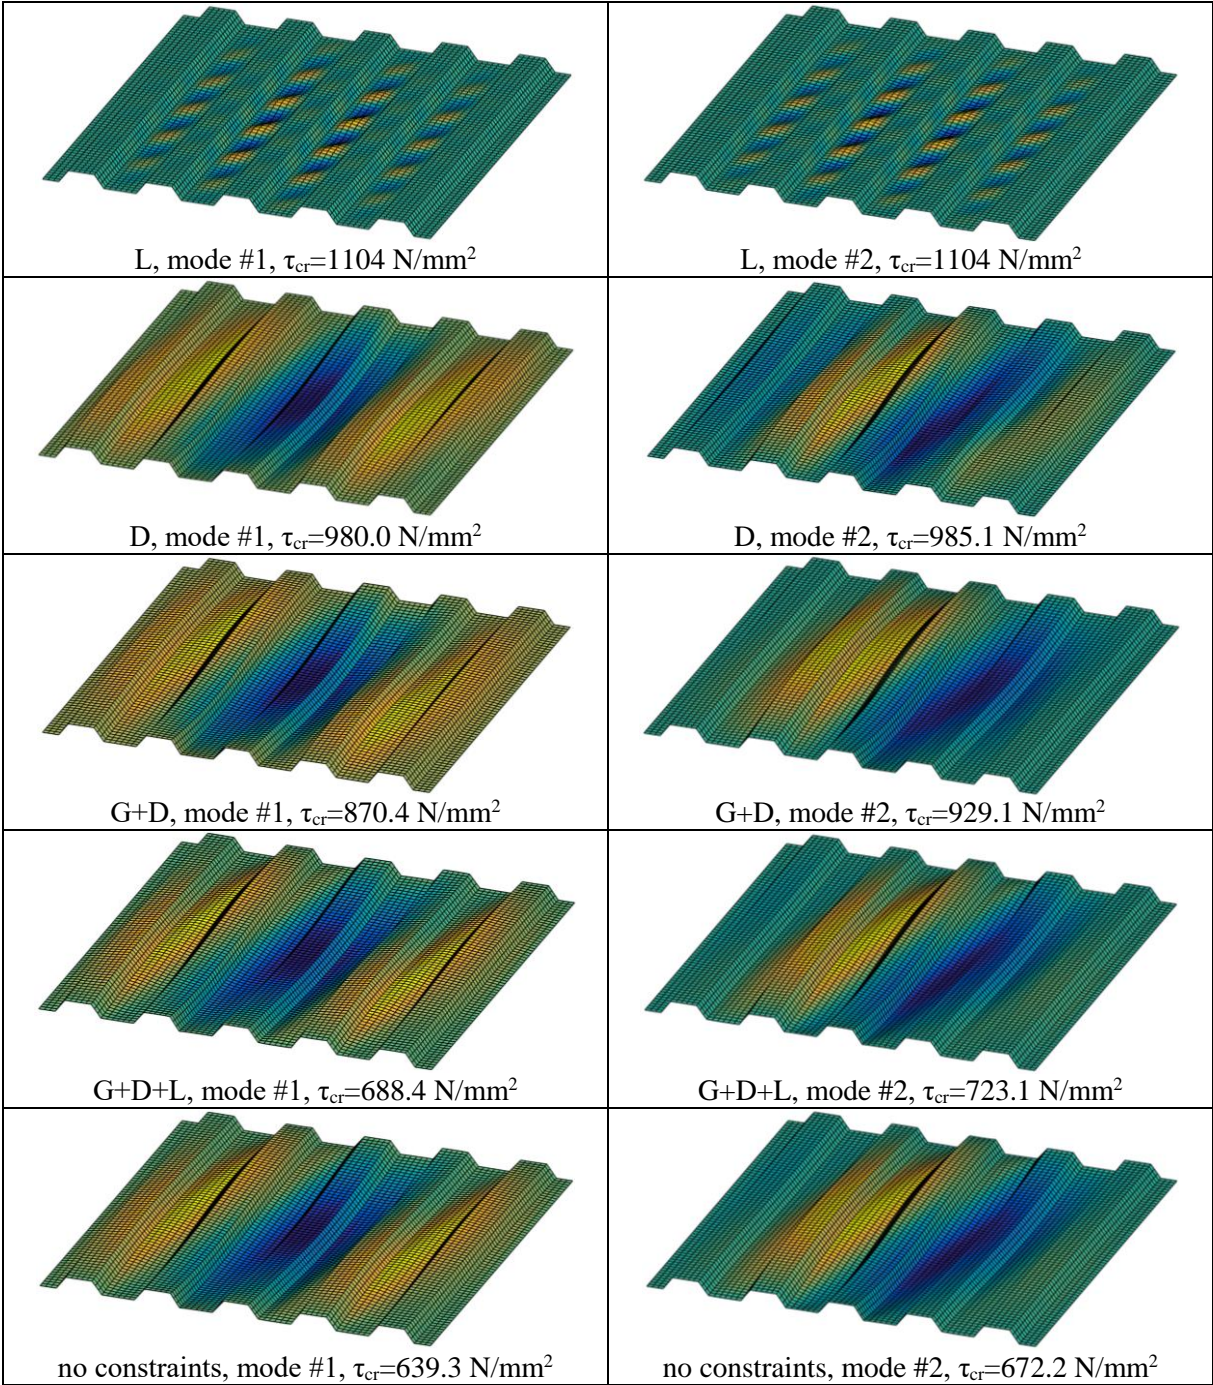 L, mode #1, τcr=1104 N/mm²
L, mode #2, τcr=1104 N/mm²
D, mode #1, τcr=980.0 N/mm²
D, mode #2, τcr=985.1 N/mm²
G+D, mode #1, τcr=870.4 N/mm²
G+D, mode #2, τcr=929.1 N/mm²
G+D+L, mode #1, τcr=688.4 N/mm²
G+D+L, mode #2, τcr=723.1 N/mm²
no constraints, mode #1, τcr=639.3 N/mm²
no constraints, mode #2, τcr=672.2 N/mm²